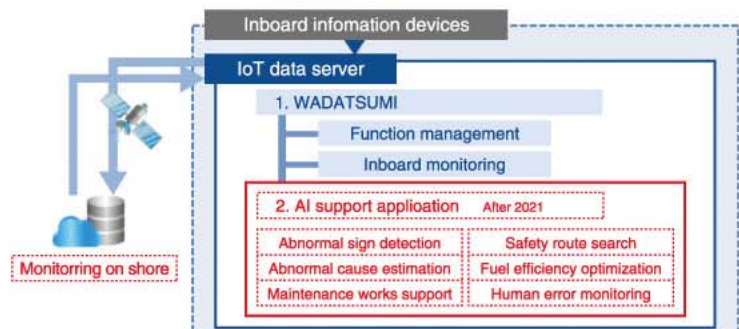 Inboard infomation devices
IoT data server
1. WADATSUMI
Function management
Inboard monitoring
2. AI support applioation After 2021
Abnormal sign detection
Safety route search
Abnormal cause estimation
Fuel efficiency optimization
Maintenance works support
Human error monitoring
Monitorring on shore